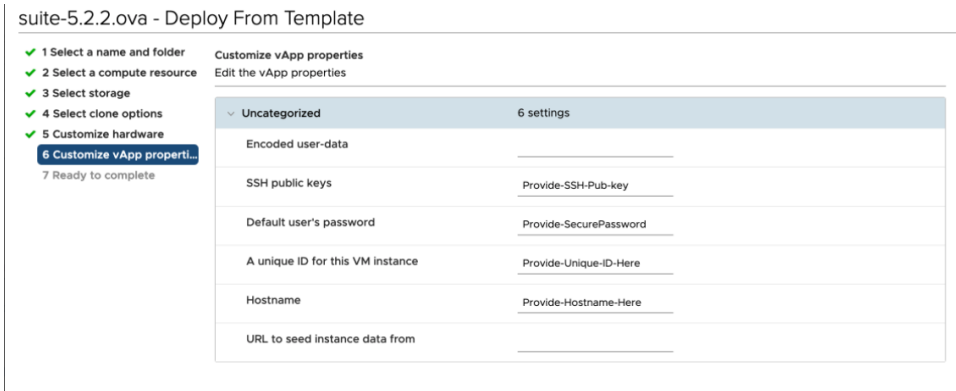 suite-5.2.2.ova - Deploy From Template
1 Select a name and folder
2 Select a compute resource
3 Select storage
4 Select clone options
5 Customize hardware
6 Customize vApp properti...
7 Ready to complete
Customize vApp properties
Edit the vApp properties
Uncategorized 6 settings
Encoded user-data
SSH public keys Provide-SSH-Pub-key
Default user's password Provide-SecurePassword
A unique ID for this VM instance Provide-Unique-ID-Here
Hostname Provide-Hostname-Here
URL to seed instance data from